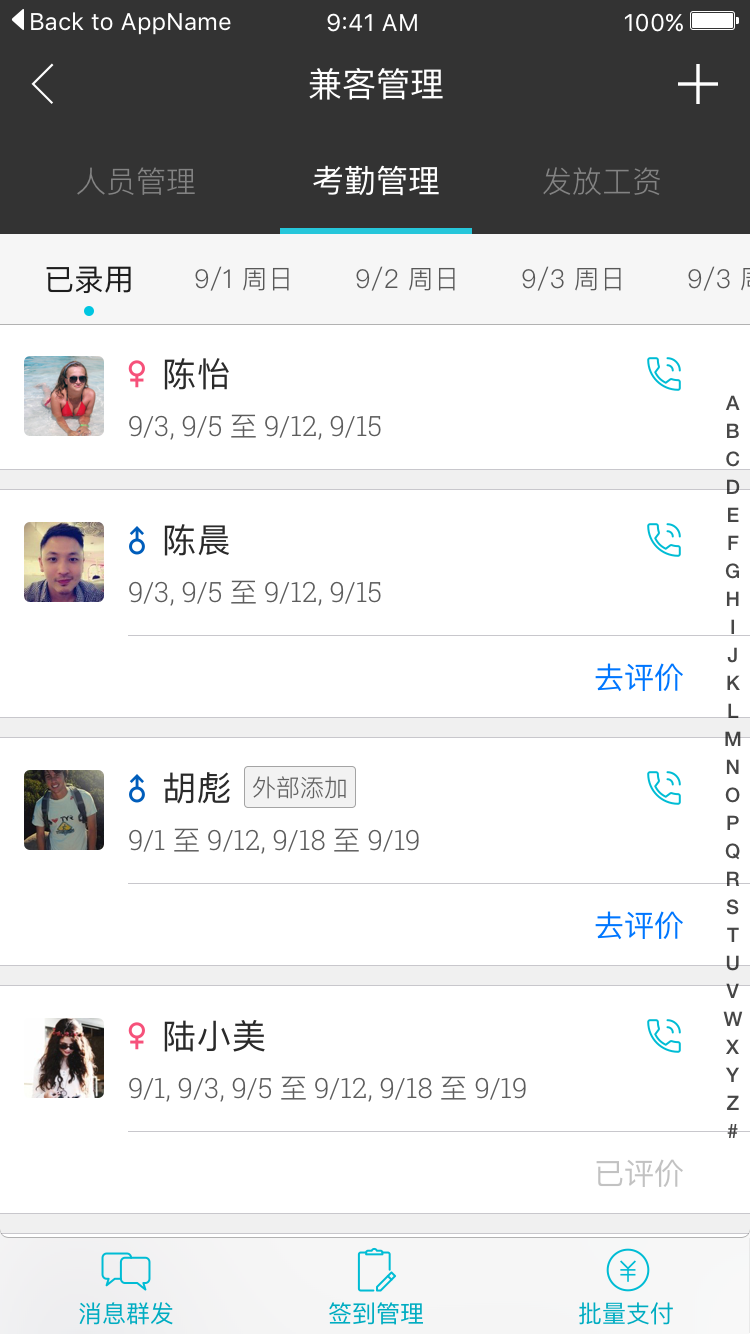 Back to AppName 9:41 AM 100%
兼客管理
人员管理 考勤管理 发放工资
已录用 9/1 周日 9/2 周日 9/3 周日 9/3
陈怡
9/3, 9/5 至 9/12, 9/15
陈晨
9/3, 9/5 至 9/12, 9/15
去评价
胡彪 外部添加
9/1 至 9/12, 9/18 至 9/19
去评价
陆小美
9/1, 9/3, 9/5 至 9/12, 9/18 至 9/19
已评价
A
B
C
D
E
F
G
H
I
J
K
L
M
N
O
P
Q
R
S
T
U
V
W
X
Y
Z
#
消息群发 签到管理 批量支付